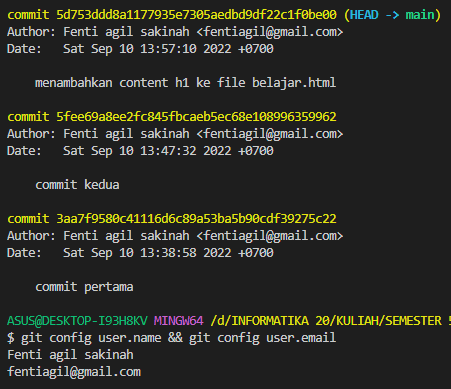 commit 5d753ddd8a1177935e7305aedbd9df22c1f0be00 (HEAD -> main)
Author: Fenti agil sakinah <fentiagil@gmail.com>
Date:   Sat Sep 10 13:57:10 2022 +0700
    menambahkan content h1 ke file belajar.html
commit 5fee69a8ee2fc845fbcaeb5ec68e108996359962
Author: Fenti agil sakinah <fentiagil@gmail.com>
Date:   Sat Sep 10 13:47:32 2022 +0700
    commit kedua
commit 3aa7f9580c41116d6c89a53ba5b90cdf39275c22
Author: Fenti agil sakinah <fentiagil@gmail.com>
Date:   Sat Sep 10 13:38:58 2022 +0700
    commit pertama
ASUS@DESKTOP-I93H8KV MINGW64 /d/INFORMATIKA 20/KULIAH/SEMESTER 5
$ git config user.name && git config user.email
Fenti agil sakinah
fentiagil@gmail.com